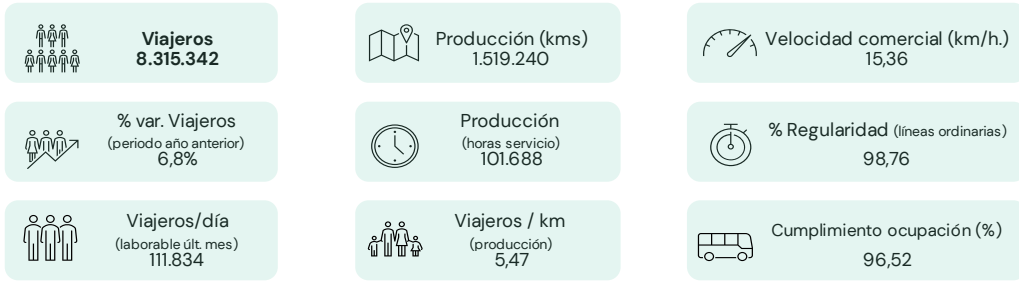 Viajeros
8.315.342
Producción (kms)
1.519.240
Velocidad comercial (km/h.)
15,36
% var. Viajeros
(periodo año anterior)
6,8%
Producción
(horas servicio)
101.688
% Regularidad (líneas ordinarias)
98,76
Viajeros/día
(laborable últ. mes)
111.834
Viajeros / km
(producción)
5,47
Cumplimiento ocupación (%)
96,52